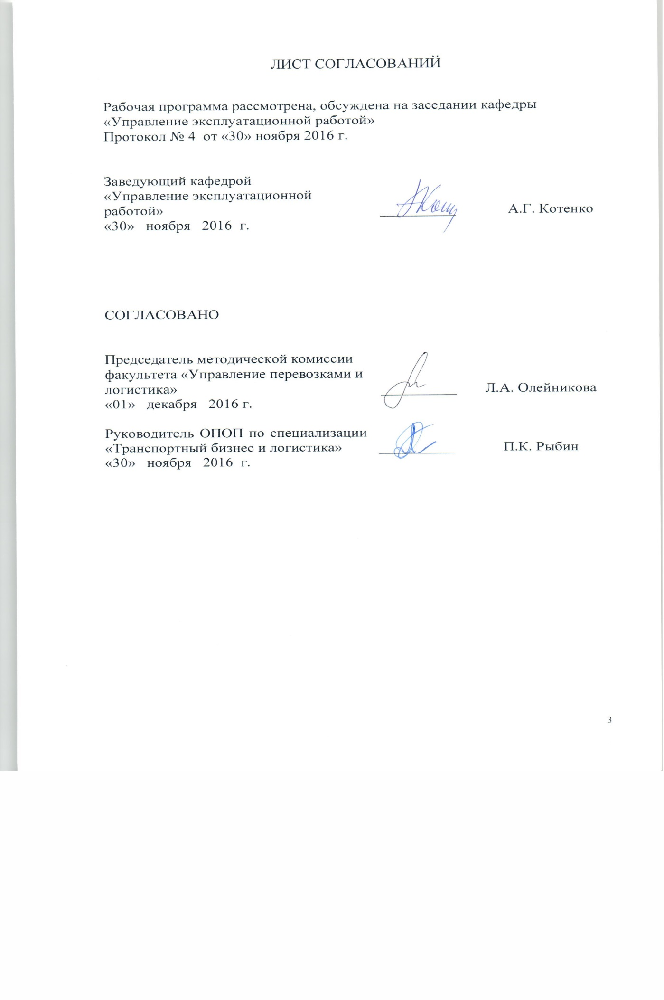 ЛИСТ СОГЛАСОВАНИЙ
Рабочая программа рассмотрена, обсуждена на заседании кафедры
«Управление эксплуатационной работой»
Протокол № 4 от «30» ноября 2016 г.
Заведующий кафедрой
«Управление эксплуатационной
работой» А.Г. Котенко
«30» ноября 2016 г.
СОГЛАСОВАНО
Председатель методической комиссии
факультета «Управление перевозками и
логистика» Л.А. Олейникова
«01» декабря 2016 г.
Руководитель ОПОП по специализации
«Транспортный бизнес и логистика» П.К. Рыбин
«30» ноября 2016 г.
3